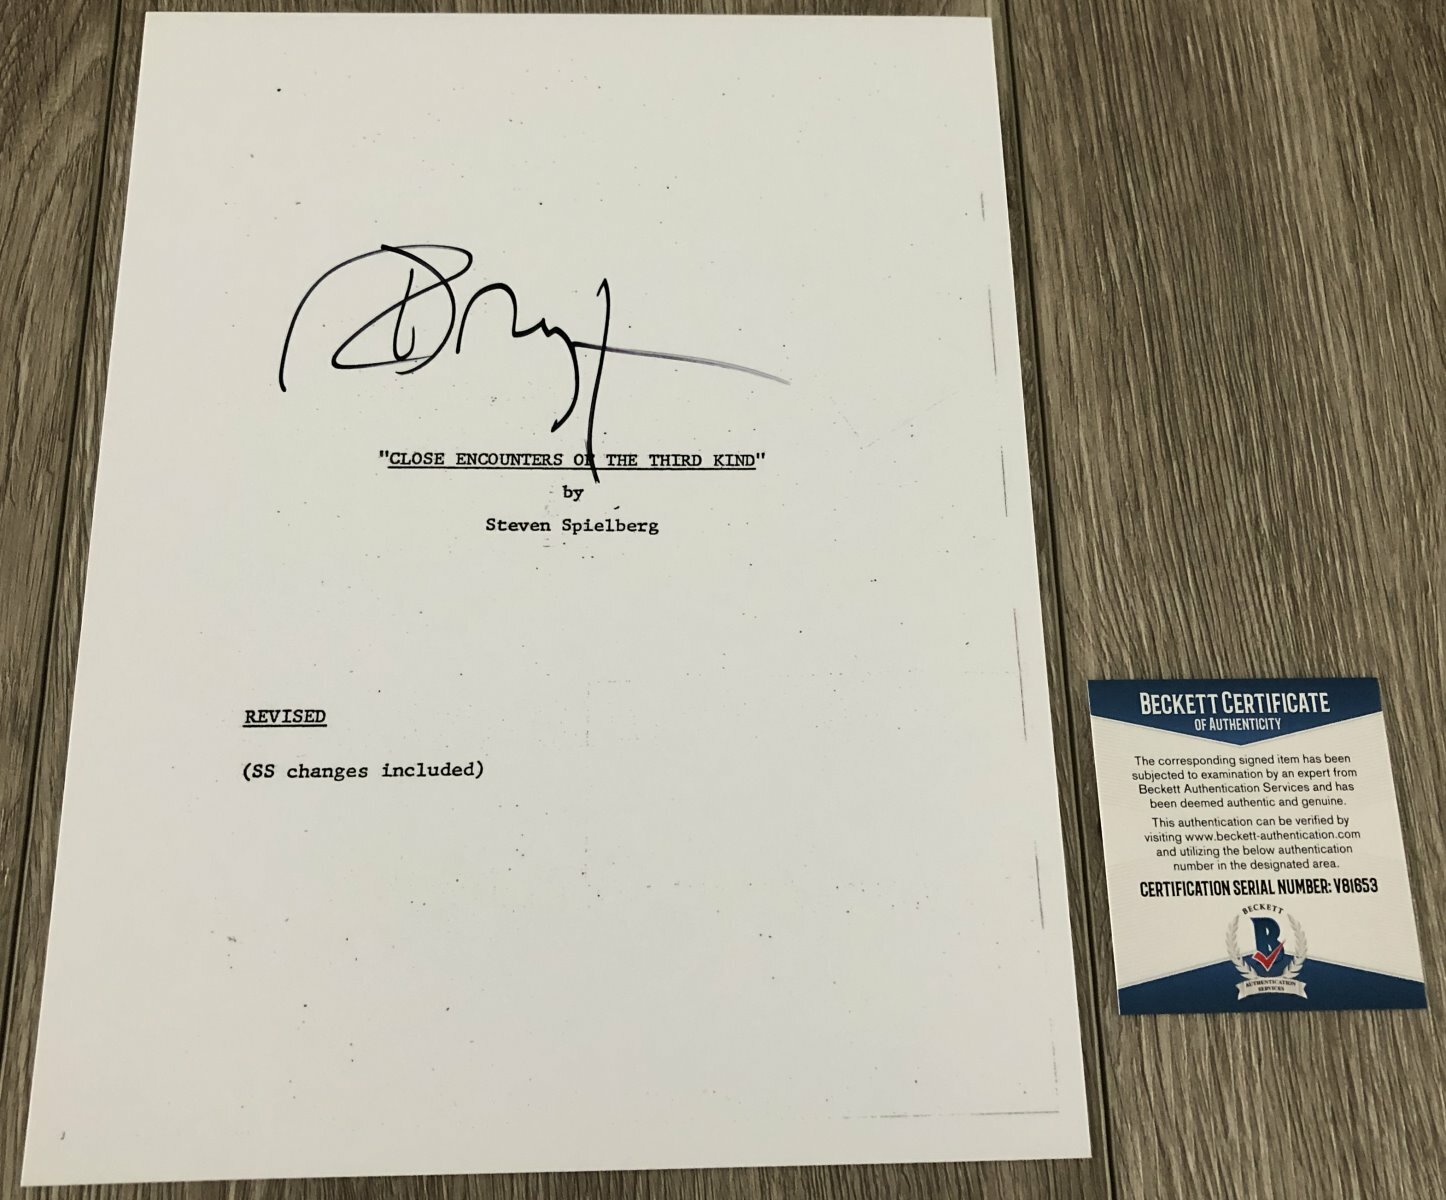 "CLOSE ENCOUNTERS OF THE THIRD KIND"
by
Steven Spielberg
REVISED
(SS changes included)
BECKETT CERTIFICATE
OF AUTHENTICITY
The corresponding signed item has been
subjected to examination by an expert from
Beckett Authentication Services and has
been deemed authentic and genuine.
This authentication can be verified by
visiting www.beckett-authentication.com
and utilizing the below authentication
number in the designated area.
CERTIFICATION SERIAL NUMBER: V81653
BECKETT
B
AUTHENTICATION
SERVICES